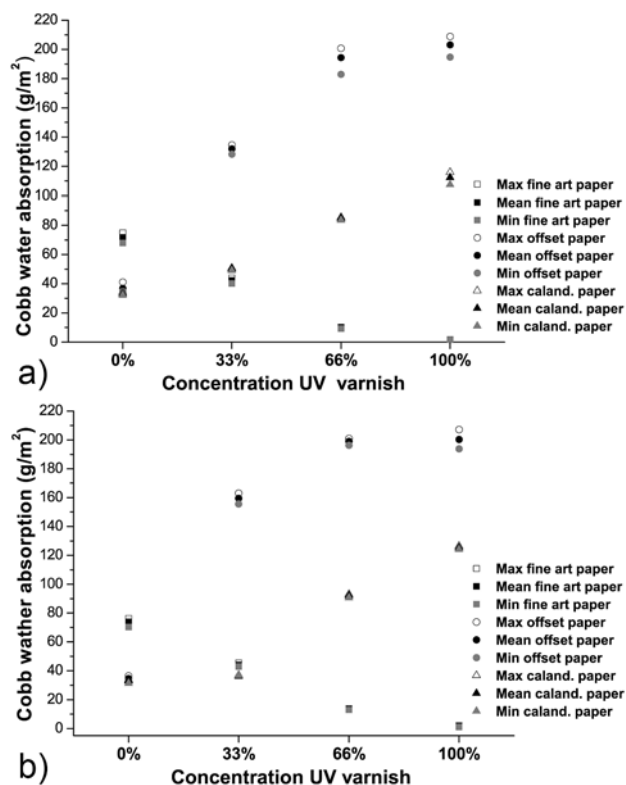 a)
Cobb water absorption (g/m²)
220
200
180
160
140
120
100
80
60
40
20
0
0% 33% 66% 100%
Concentration UV varnish
Max fine art paper
Mean fine art paper
Min fine art paper
Max offset paper
Mean offset paper
Min offset paper
Max caland. paper
Mean caland. paper
Min caland. paper
b)
Cobb wather absorption (g/m²)
220
200
180
160
140
120
100
80
60
40
20
0
0% 33% 66% 100%
Concentration UV varnish
Max fine art paper
Mean fine art paper
Min fine art paper
Max offset paper
Mean offset paper
Min offset paper
Max caland. paper
Mean caland. paper
Min caland. paper